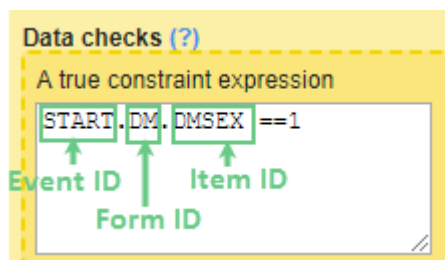 Data checks (?)
A true constraint expression
START.DM.DMSEX ==1
Event ID
Item ID
Form ID